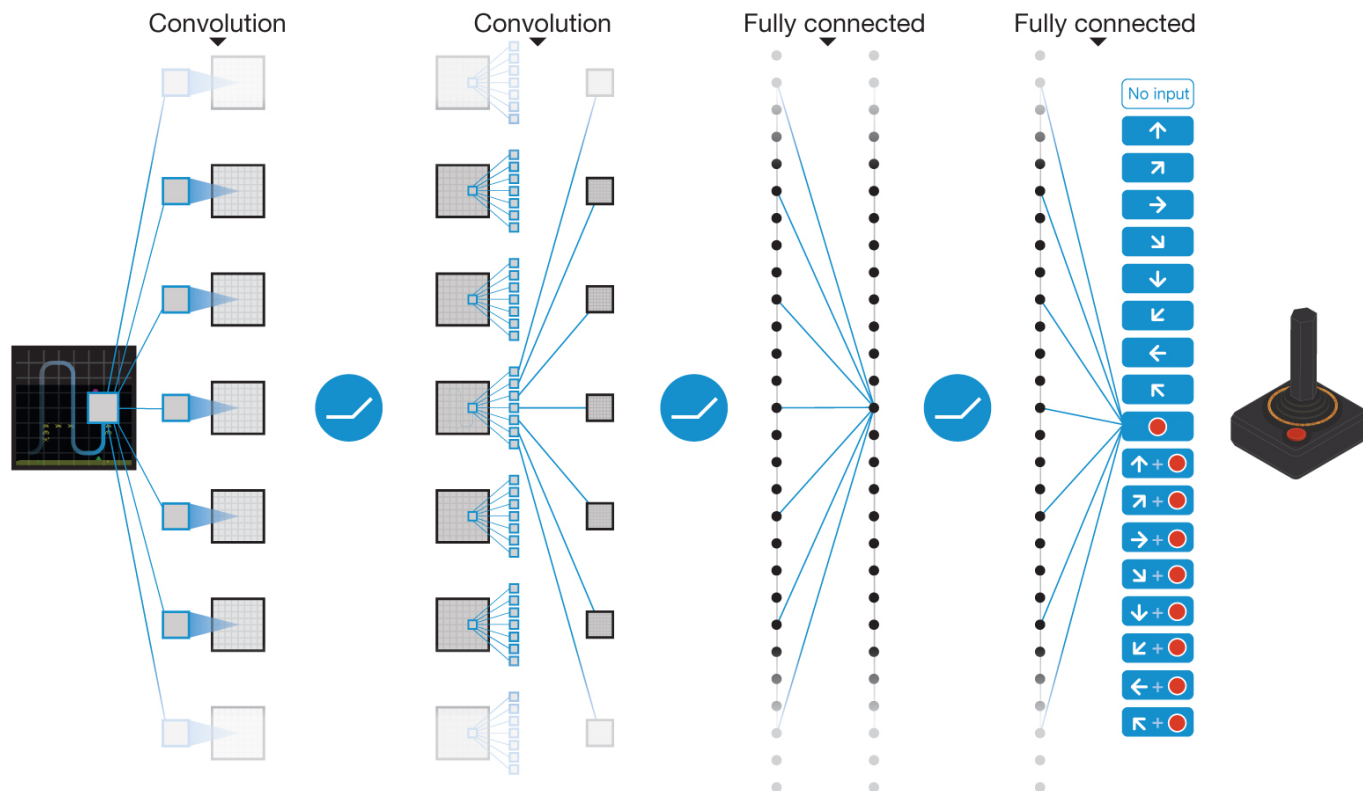 Convolution
Convolution
Fully connected
Fully connected
No input
+
+
+
+
+
+
+
+